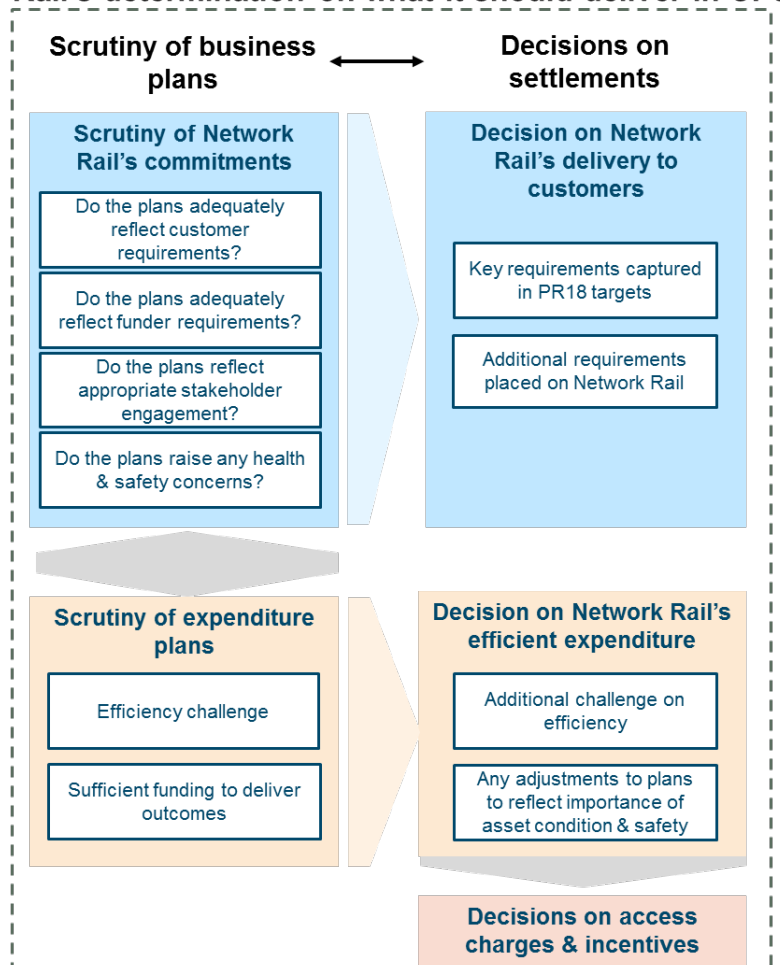 Scrutiny of business
plans
Decisions on
settlements
Scrutiny of Network
Rail's commitments
Do the plans adequately
reflect customer
requirements?
Do the plans adequately
reflect funder requirements?
Do the plans reflect
appropriate stakeholder
engagement?
Do the plans raise any health
& safety concerns?
Decision on Network
Rail's delivery to
customers
Key requirements captured
in PR18 targets
Additional requirements
placed on Network Rail
Scrutiny of expenditure
plans
Efficiency challenge
Sufficient funding to deliver
outcomes
Decision on Network Rail's
efficient expenditure
Additional challenge on
efficiency
Any adjustments to plans
to reflect importance of
asset condition & safety
Decisions on access
charges & incentives